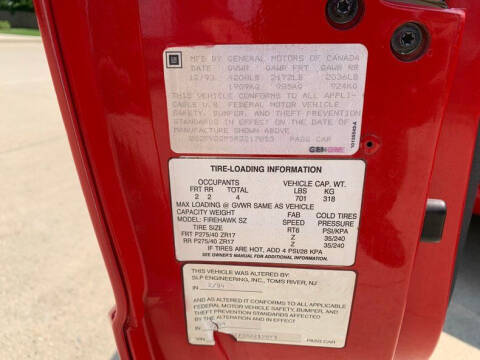 GM
MFD BY GENERAL MOTORS OF CANADA
DATE GVWR GAWR FRT GAWR RR
12/93 4208LB 2172LB 2036LB
1909KG 985KG 924KG
THIS VEHICLE CONFORMS TO ALL APPLI-
CABLE U.S. FEDERAL MOTOR VEHICLE
SAFETY, BUMPER, AND THEFT PREVENTION
STANDARDS IN EFFECT ON THE DATE OF
MANUFACTURE SHOWN ABOVE
PASS CAR
TIRE-LOADING INFORMATION
OCCUPANTS VEHICLE CAP. WT.
FRT RR TOTAL LBS KG
2 2 4 701 318
MAX LOADING @ GVWR SAME AS VEHICLE
CAPACITY WEIGHT FAB COLD TIRES
MODEL: FIREHAWK SZ SPEED PRESSURE
TIRE SIZE RT6 PSI/KPA
FRT P275/40 ZR17 Z 35/240
RR P275/40 ZR17 Z 35/240
IF TIRES ARE HOT, ADD 4 PSI/28 KPA
SEE OWNER'S MANUAL FOR ADDITIONAL INFORMATION.
THIS VEHICLE WAS ALTERED BY:
SLP ENGINEERING, INC., TOMS RIVER, NJ
IN 2/94
AND AS ALTERED IT CONFORMS TO ALL APPLICABLE
FEDERAL MOTOR VEHICLE SAFETY, BUMPER, AND
THEFT PREVENTION STANDARDS AFFECTED BY
THE ALTERATION AND IN EFFECT
IN
VIN PASS CAR